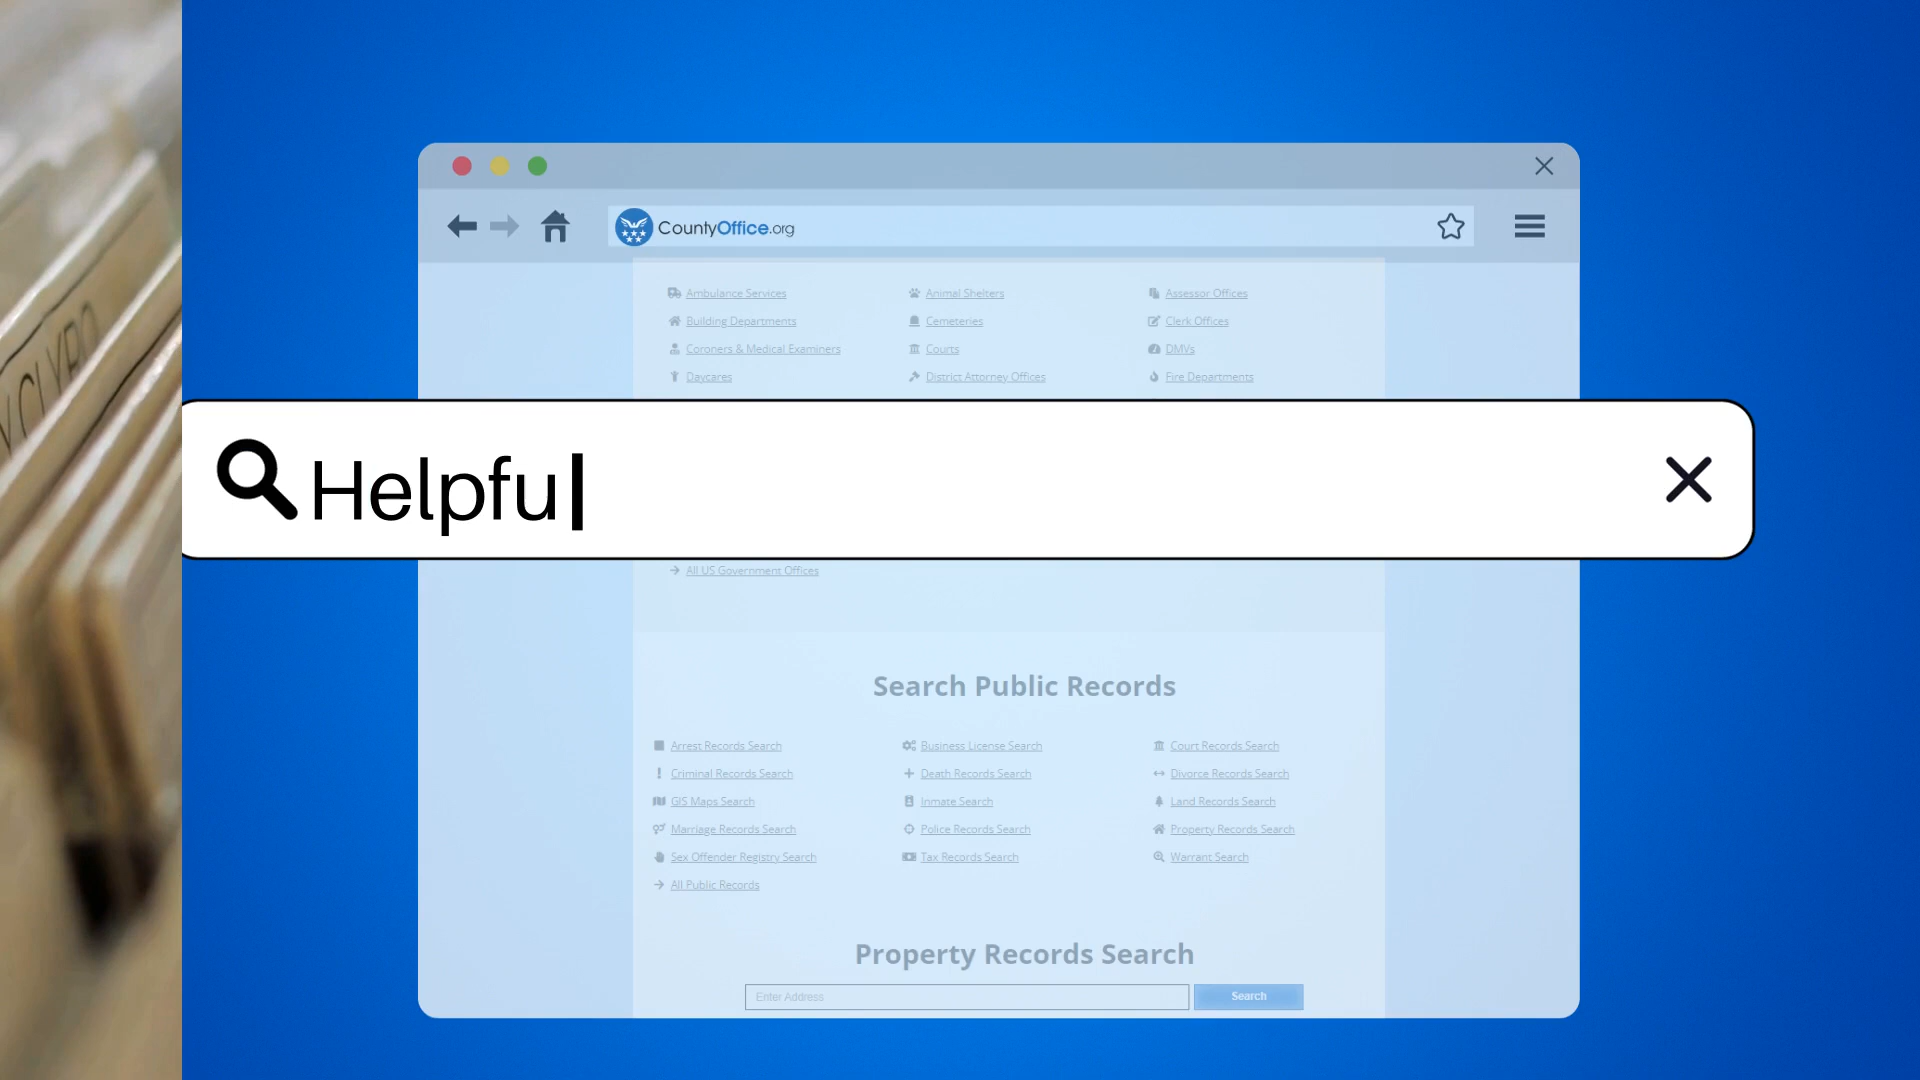 CountyOffice.org
Ambulance Services Animal Shelters Assessor Offices
Building Departments Cemeteries Clerk Offices
Coroners & Medical Examiners Courts DMVs
Daycares District Attorney Offices Fire Departments
Helpfu
All US Government Offices
Search Public Records
Arrest Records Search Business License Search Court Records Search
Criminal Records Search Death Records Search Divorce Records Search
GIS Maps Search Inmate Search Land Records Search
Marriage Records Search Police Records Search Property Records Search
Sex Offender Registry Search Tax Records Search Warrant Search
All Public Records
Property Records Search
Enter Address Search